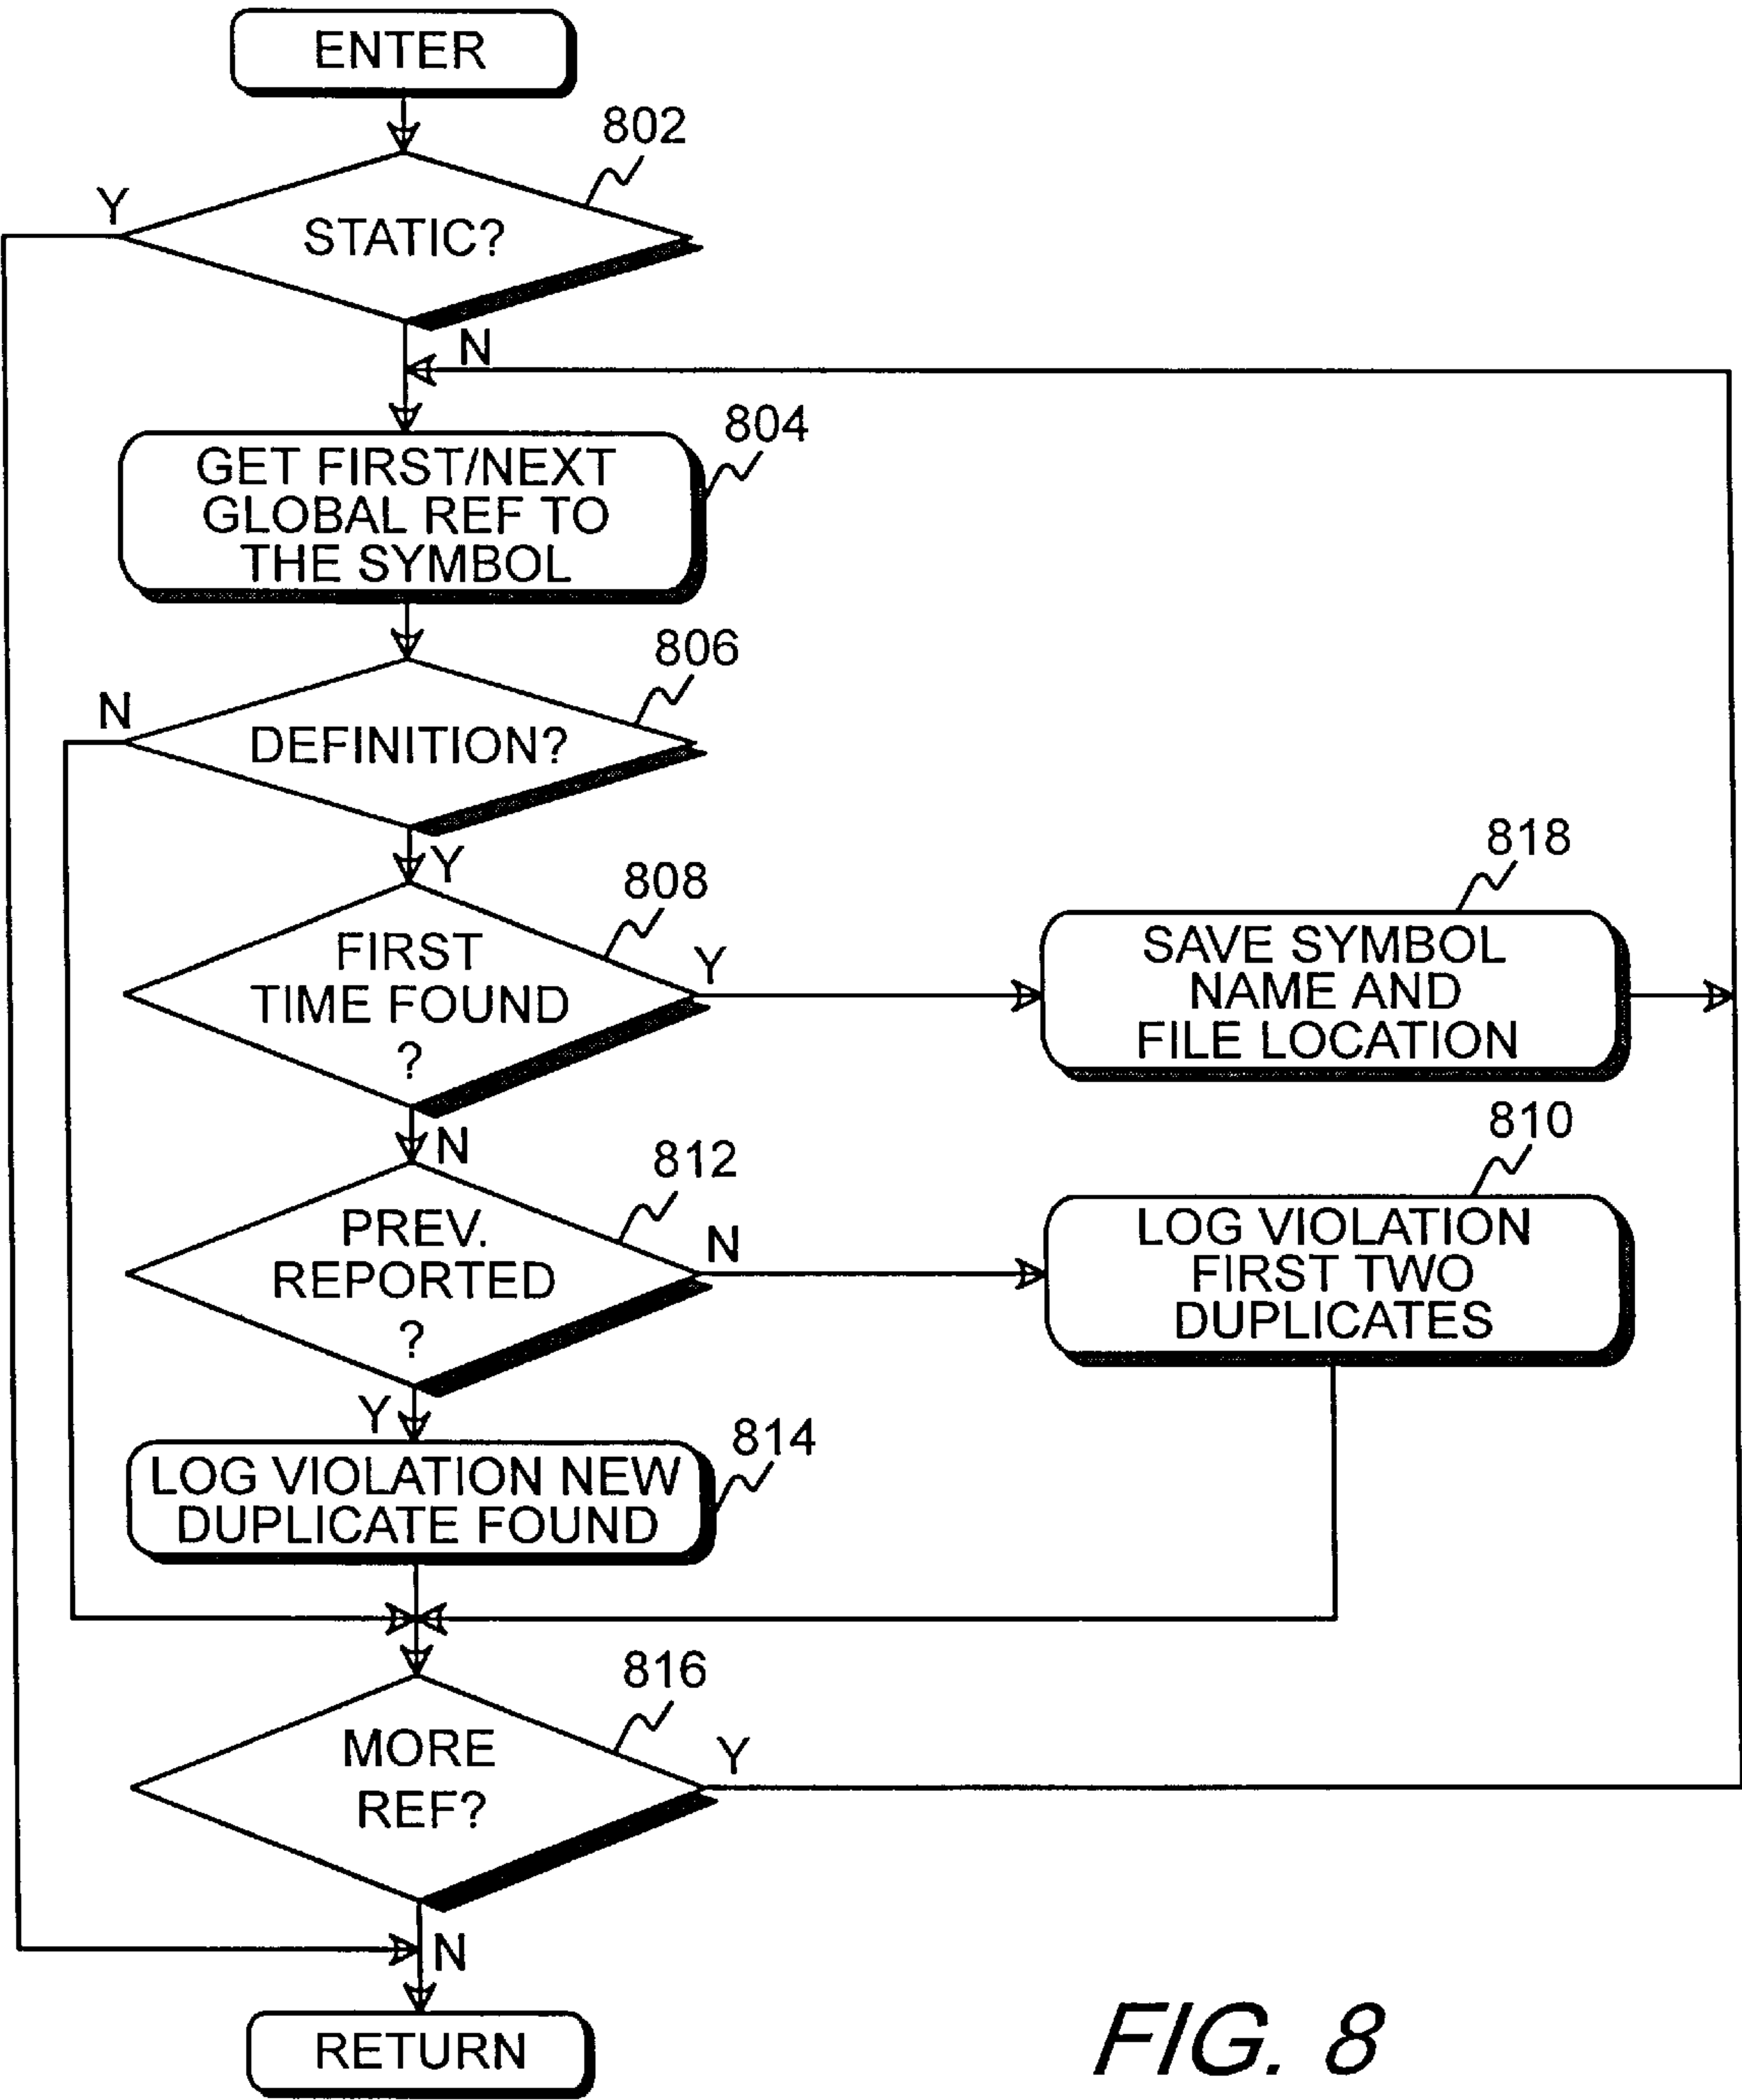 ENTER
802
Y
STATIC?
N
804
GET FIRST/NEXT
GLOBAL REF TO
THE SYMBOL
806
N
DEFINITION?
Y
808
FIRST
TIME FOUND
?
Y
818
SAVE SYMBOL
NAME AND
FILE LOCATION
N
812
PREV.
REPORTED
?
N
810
LOG VIOLATION
FIRST TWO
DUPLICATES
Y
814
LOG VIOLATION NEW
DUPLICATE FOUND
816
MORE
REF?
Y
N
RETURN
FIG. 8